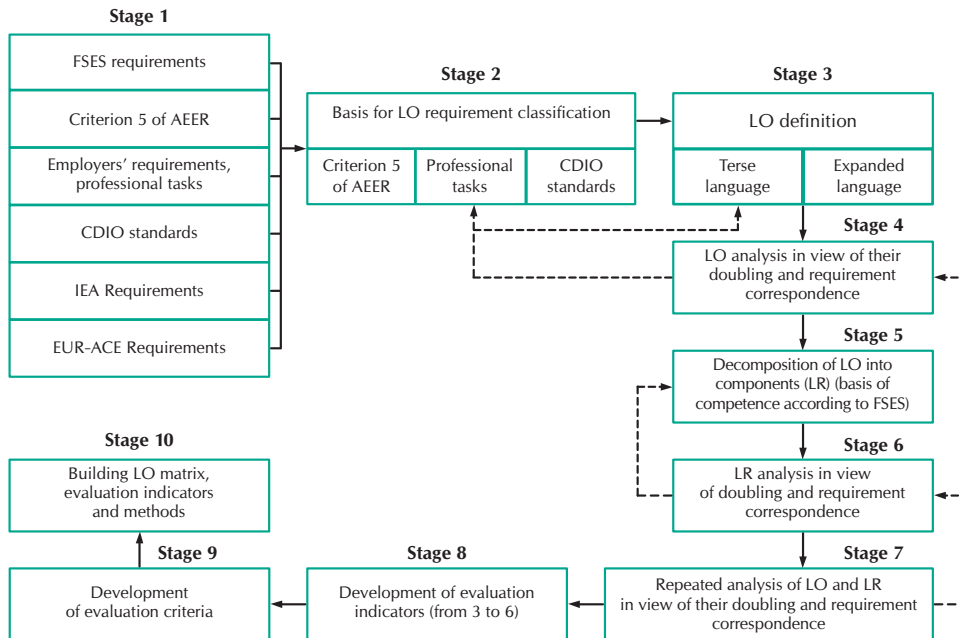 Stage 1
FSES requirements
Criterion 5 of AEER
Employers’ requirements,
professional tasks
CDIO standards
IEA Requirements
EUR–ACE Requirements
Stage 2
Basis for LO requirement classification
Criterion 5
of AEER
Professional
tasks
CDIO
standards
Stage 3
LO definition
Terse
language
Expanded
language
Stage 4
LO analysis in view of their
doubling and requirement
correspondence
Stage 5
Decomposition of LO into
components (LR) (basis of
competence according to FSES)
Stage 6
LR analysis in view
of doubling and requirement
correspondence
Stage 7
Repeated analysis of LO and LR
in view of their doubling and requirement
correspondence
Stage 8
Development of evaluation
indicators (from 3 to 6)
Stage 9
Development
of evaluation criteria
Stage 10
Building LO matrix,
evaluation indicators
and methods